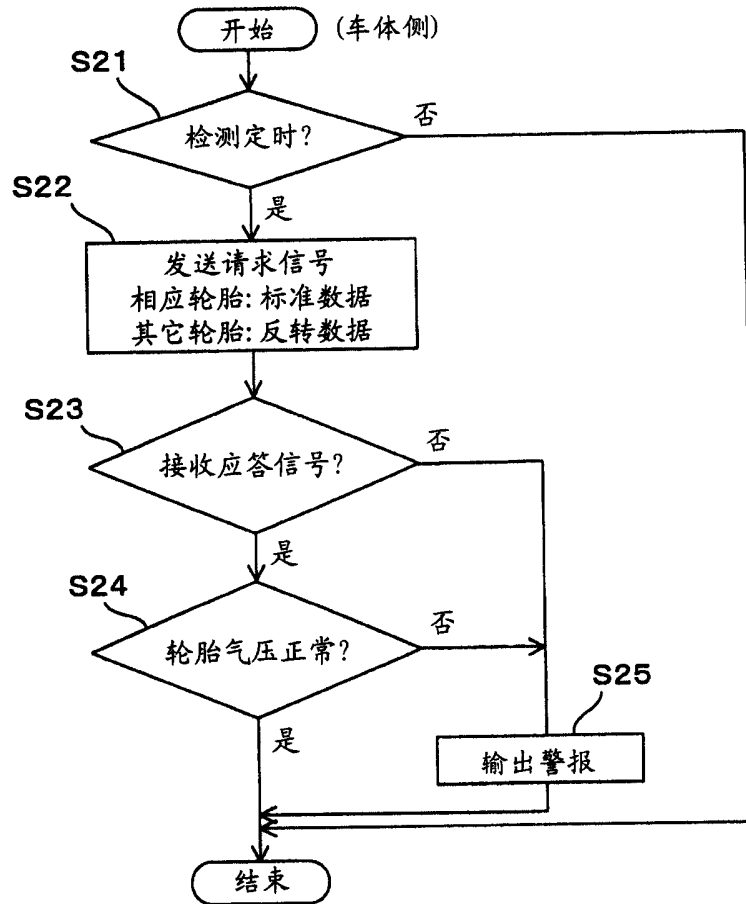 开始 (车体侧)
S21
检测定时?
否
S22
是
发送请求信号
相应轮胎: 标准数据
其它轮胎: 反转数据
S23
接收应答信号?
否
是
S24
轮胎气压正常?
否
S25
是
输出警报
结束